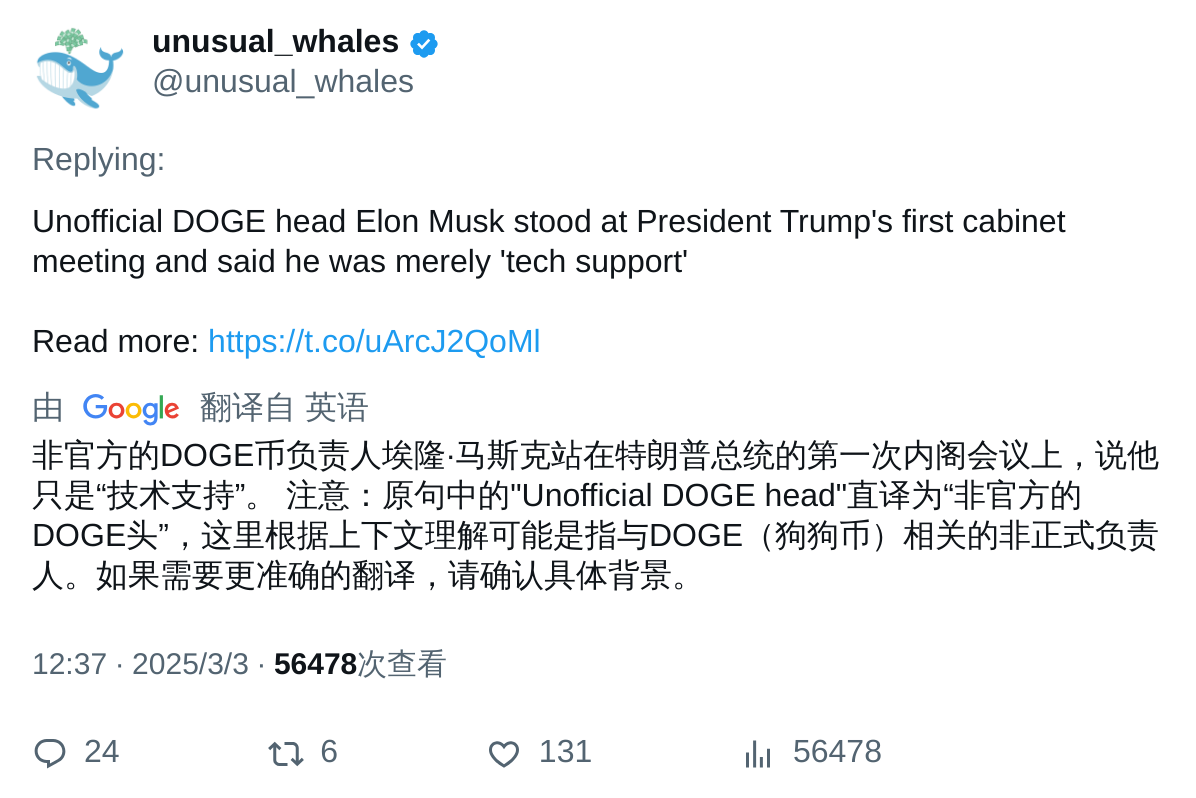 unusual_whales
@unusual_whales
Replying:
Unofficial DOGE head Elon Musk stood at President Trump's first cabinet
meeting and said he was merely 'tech support'
Read more: https://t.co/uArcJ2QoMl
由 Google 翻译自 英语
非官方的DOGE币负责人埃隆·马斯克站在特朗普总统的第一次内阁会议上，说他
只是“技术支持”。 注意：原句中的"Unofficial DOGE head"直译为“非官方的
DOGE头”，这里根据上下文理解可能是指与DOGE（狗狗币）相关的非正式负责
人。如果需要更准确的翻译，请确认具体背景。
12:37 · 2025/3/3 · 56478次查看
24 6 131 56478